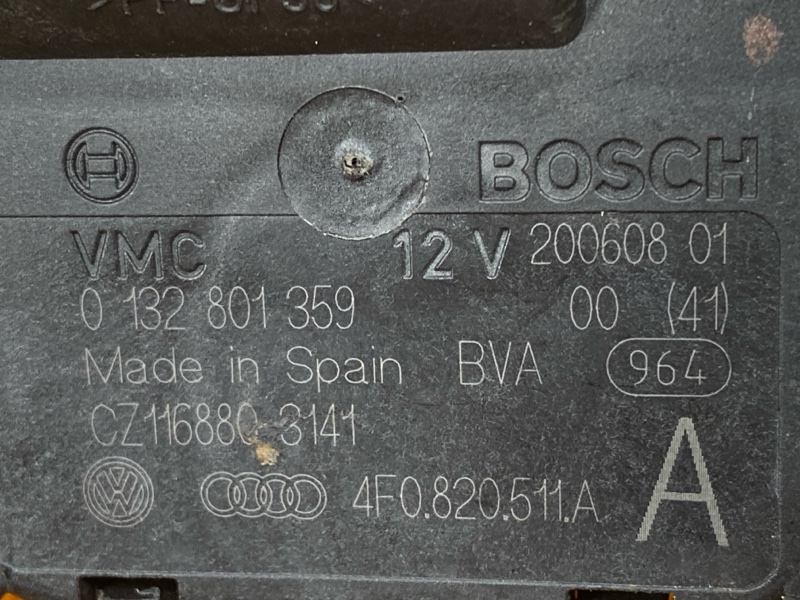 BOSCH
VMC 12 V 200608 01
0 132 801 359 00 (41)
Made in Spain BVA 964
CZ116880 3141
4F0.820.511.A A